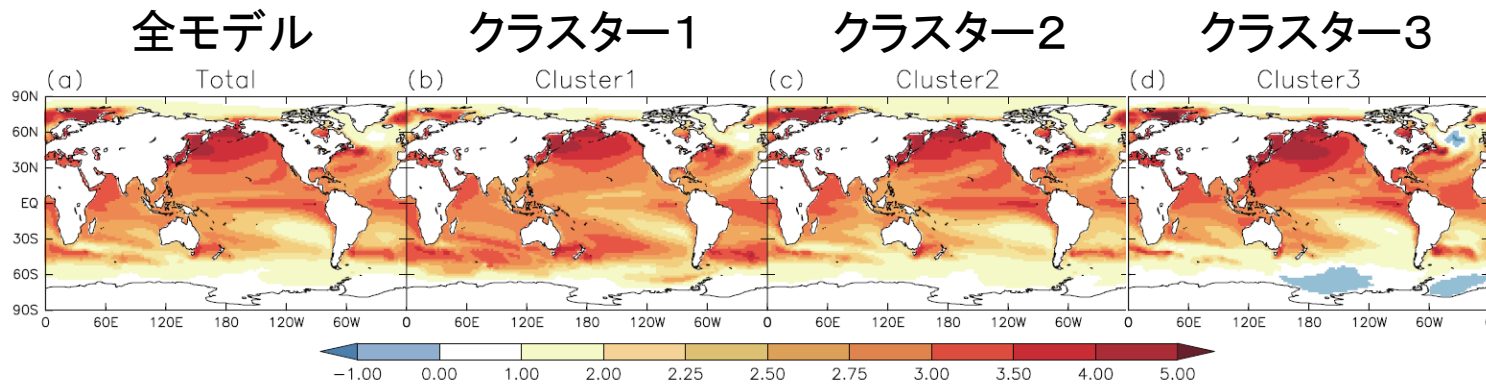 全モデル
クラスター1
クラスター2
クラスター3
(a) Total
(b) Cluster1
(c) Cluster2
(d) Cluster3
90N
60N
30N
EQ
30S
60S
90S
0 60E 120E 180 120W 60W
0 60E 120E 180 120W 60W
0 60E 120E 180 120W 60W
0 60E 120E 180 120W 60W
−1.00 0.00 1.00 2.00 2.25 2.50 2.75 3.00 3.50 4.00 5.00